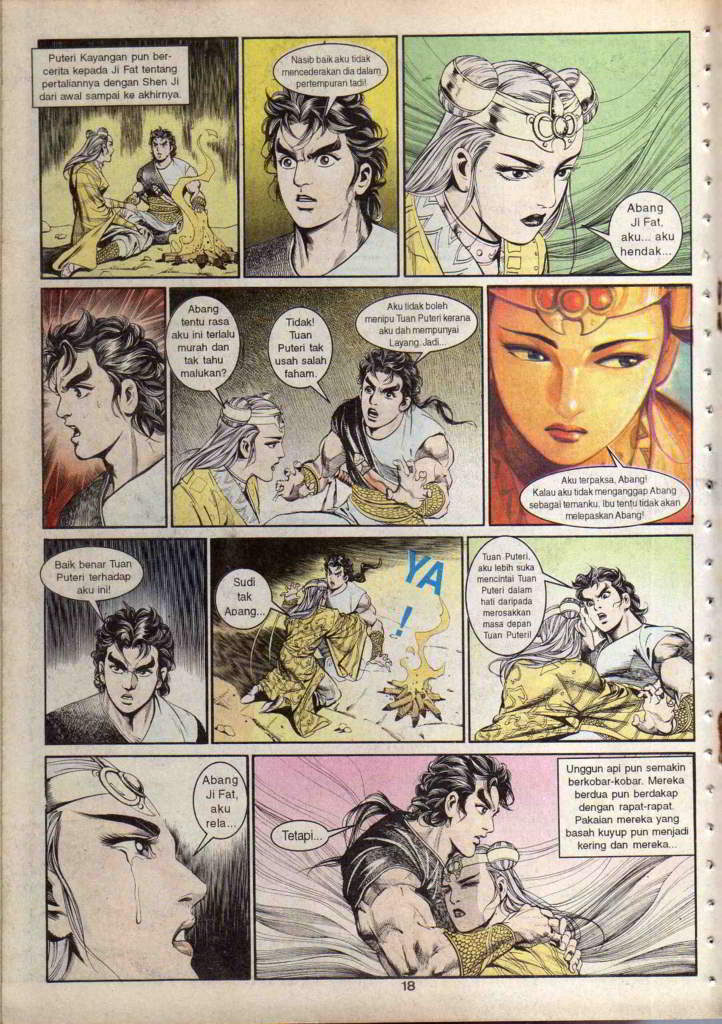 Puteri Kayangan pun ber-
cerita kepada Ji Fat tentang
pertaliannya dengan Shen Ji
dari awal sampai ke akhirnya.
Nasib baik aku tidak
mencederakan dia dalam
pertempuran tadi!
Abang
Ji Fat,
aku... aku
hendak...
Abang
tentu rasa
aku ini terlalu
murah dan
tak tahu
malukan?
Tidak!
Tuan
Puteri tak
usah salah
faham.
Aku tidak boleh
menipu Tuan Puteri kerana
aku dah mempunyai
Layang. Jadi...
Aku terpaksa, Abang!
Kalau aku tidak menganggap Abang
sebagai temanku. Ibu tentu tidak akan
melepaskan Abang!
Baik benar Tuan
Puteri terhadap
aku ini!
Sudi
tak
Abang...
YA
!
Tuan Puteri,
aku lebih suka
mencintai Tuan
Puteri dalam
hati daripada
merosakkan
masa depan
Tuan Puteri!
Abang
Ji Fat,
aku
rela...
Tetapi...
Unggun api pun semakin
berkobar-kobar. Mereka
berdua pun berdakap
dengan rapat-rapat.
Pakaian mereka yang
basah kuyup pun menjadi
kering dan mereka...
18